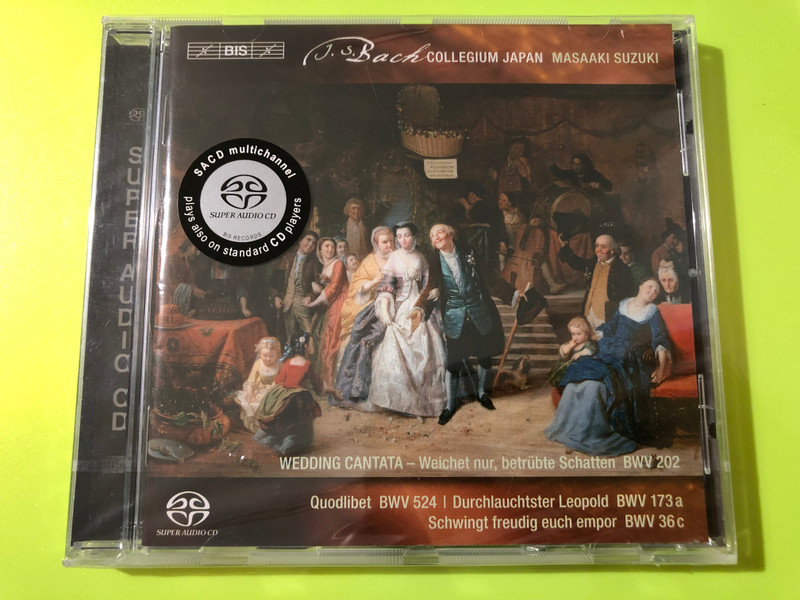 BIS
J. S. Bach COLLEGIUM JAPAN MASAAKI SUZUKI
SACD multichannel
SUPER AUDIO CD
BIS RECORDS
plays also on standard CD players
SUPER AUDIO CD
WEDDING CANTATA – Weichet nur, betrübte Schatten BWV 202
Quodlibet BWV 524 | Durchlauchtster Leopold BWV 173a
Schwingt freudig euch empor BWV 36c
SUPER AUDIO CD